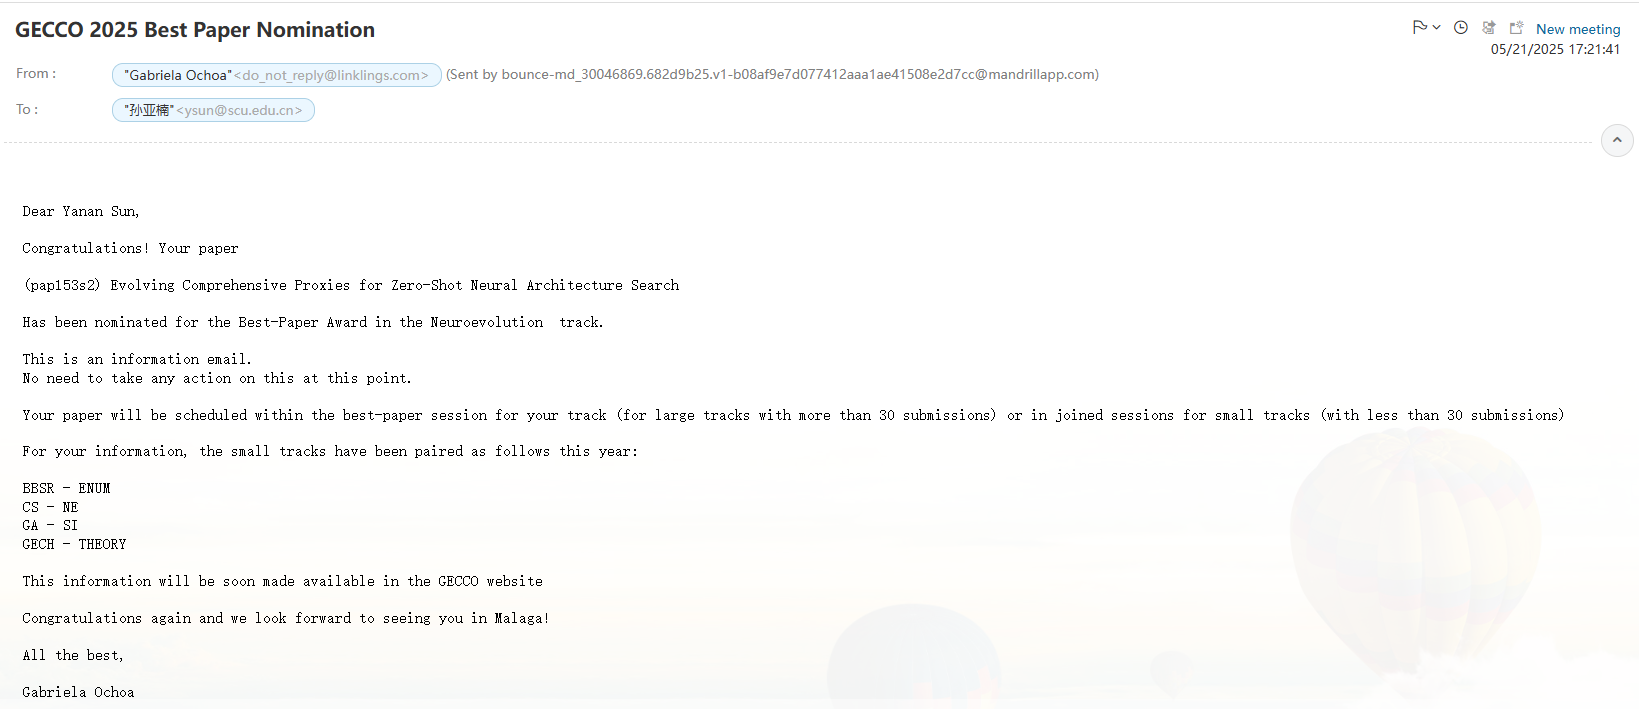 GECCO 2025 Best Paper Nomination
New meeting
05/21/2025 17:21:41
From : "Gabriela Ochoa"<do_not_reply@linklings.com> (Sent by bounce-md_30046869.682d9b25.v1-b08af9e7d077412aaa1ae41508e2d7cc@mandrillapp.com)
To : "孙亚楠"<ysun@scu.edu.cn>
Dear Yanan Sun,
Congratulations! Your paper
(pap153s2) Evolving Comprehensive Proxies for Zero-Shot Neural Architecture Search
Has been nominated for the Best-Paper Award in the Neuroevolution  track.
This is an information email.
No need to take any action on this at this point.
Your paper will be scheduled within the best-paper session for your track (for large tracks with more than 30 submissions) or in joined sessions for small tracks (with less than 30 submissions)
For your information, the small tracks have been paired as follows this year:
BBSR - ENUM
CS - NE
GA - SI
GECH - THEORY
This information will be soon made available in the GECCO website
Congratulations again and we look forward to seeing you in Malaga!
All the best,
Gabriela Ochoa